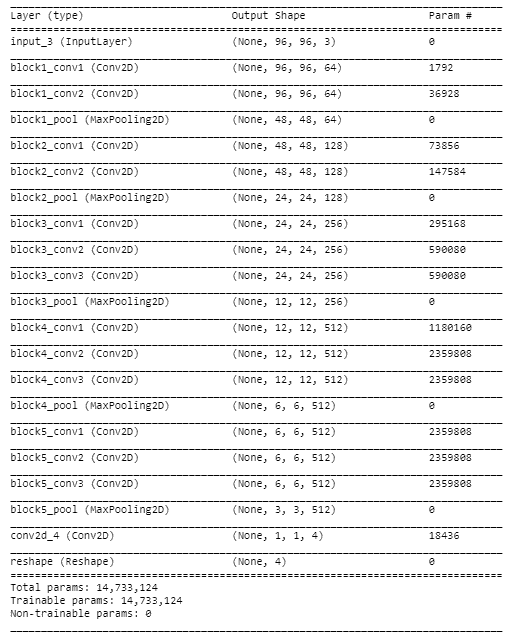 Layer (type) Output Shape Param #
input_3 (InputLayer) (None, 96, 96, 3) 0
block1_conv1 (Conv2D) (None, 96, 96, 64) 1792
block1_conv2 (Conv2D) (None, 96, 96, 64) 36928
block1_pool (MaxPooling2D) (None, 48, 48, 64) 0
block2_conv1 (Conv2D) (None, 48, 48, 128) 73856
block2_conv2 (Conv2D) (None, 48, 48, 128) 147584
block2_pool (MaxPooling2D) (None, 24, 24, 128) 0
block3_conv1 (Conv2D) (None, 24, 24, 256) 295168
block3_conv2 (Conv2D) (None, 24, 24, 256) 590080
block3_conv3 (Conv2D) (None, 24, 24, 256) 590080
block3_pool (MaxPooling2D) (None, 12, 12, 256) 0
block4_conv1 (Conv2D) (None, 12, 12, 512) 1180160
block4_conv2 (Conv2D) (None, 12, 12, 512) 2359808
block4_conv3 (Conv2D) (None, 12, 12, 512) 2359808
block4_pool (MaxPooling2D) (None, 6, 6, 512) 0
block5_conv1 (Conv2D) (None, 6, 6, 512) 2359808
block5_conv2 (Conv2D) (None, 6, 6, 512) 2359808
block5_conv3 (Conv2D) (None, 6, 6, 512) 2359808
block5_pool (MaxPooling2D) (None, 3, 3, 512) 0
conv2d_4 (Conv2D) (None, 1, 1, 4) 18436
reshape (Reshape) (None, 4) 0
Total params: 14,733,124
Trainable params: 14,733,124
Non-trainable params: 0